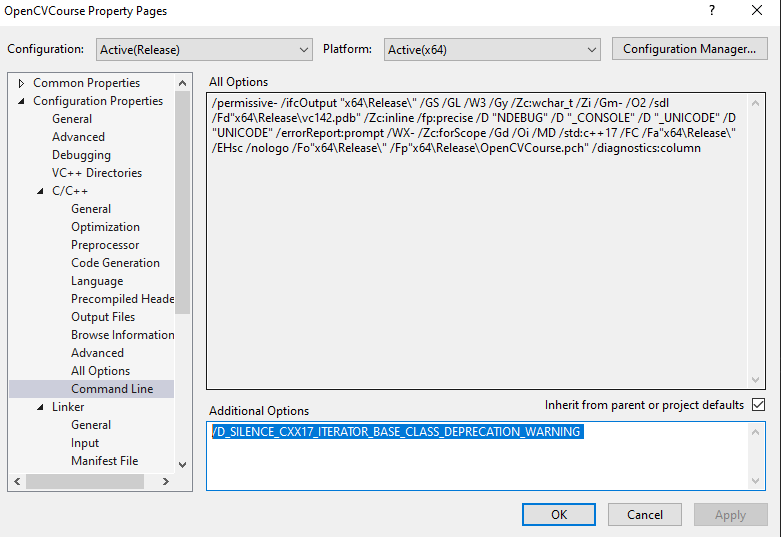 OpenCVCourse Property Pages
?
Configuration: Active(Release) Platform: Active(x64) Configuration Manager...
Common Properties
Configuration Properties
General
Advanced
Debugging
VC++ Directories
C/C++
General
Optimization
Preprocessor
Code Generation
Language
Precompiled Heade
Output Files
Browse Information
Advanced
All Options
Command Line
Linker
General
Input
Manifest File
All Options
/permissive- /ifcOutput "x64\Release\" /GS /GL /W3 /Gy /Zc:wchar_t /Zi /Gm- /O2 /sdl
/Fd"x64\Release\vc142.pdb" /Zc:inline /fp:precise /D "NDEBUG" /D "_CONSOLE" /D "_UNICODE" /D
"UNICODE" /errorReport:prompt /WX- /Zc:forScope /Gd /Oi /MD /std:c++17 /FC /Fa"x64\Release\"
/EHsc /nologo /Fo"x64\Release\" /Fp"x64\Release\OpenCVCourse.pch" /diagnostics:column
Additional Options Inherit from parent or project defaults
/D_SILENCE_CXX17_ITERATOR_BASE_CLASS_DEPRECATION_WARNING
OK Cancel Apply